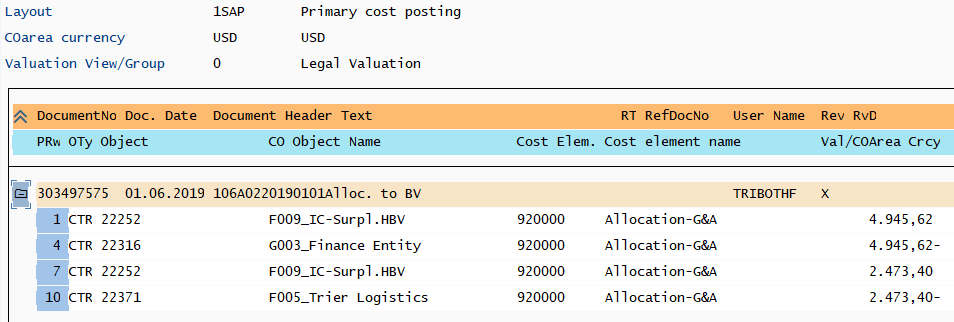 Layout 1SAP Primary cost posting
COarea currency USD USD
Valuation View/Group 0 Legal Valuation
DocumentNo Doc. Date Document Header Text RT RefDocNo User Name Rev RvD
PRw OTy Object CO Object Name Cost Elem. Cost element name Val/COArea Crcy
303497575 01.06.2019 106A0220190101Alloc. to BV TRIBOTHF X
1 CTR 22252 F009_IC-Surpl.HBV 920000 Allocation-G&A 4.945,62
4 CTR 22316 G003_Finance Entity 920000 Allocation-G&A 4.945,62-
7 CTR 22252 F009_IC-Surpl.HBV 920000 Allocation-G&A 2.473,40
10 CTR 22371 F005_Trier Logistics 920000 Allocation-G&A 2.473,40-